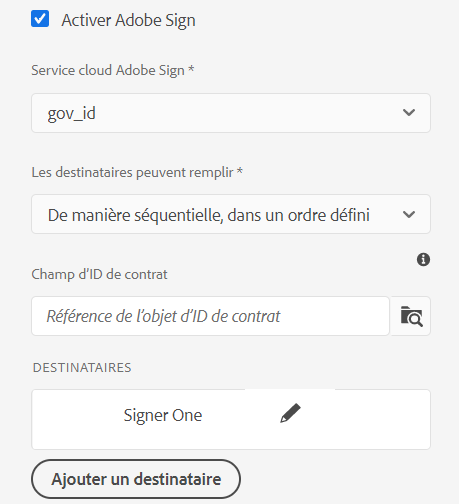 Activer Adobe Sign
Service cloud Adobe Sign *
gov_id
Les destinataires peuvent remplir *
De manière séquentielle, dans un ordre défini
Champ d’ID de contrat
Référence de l’objet d’ID de contrat
DESTINATAIRES
Signer One
Ajouter un destinataire